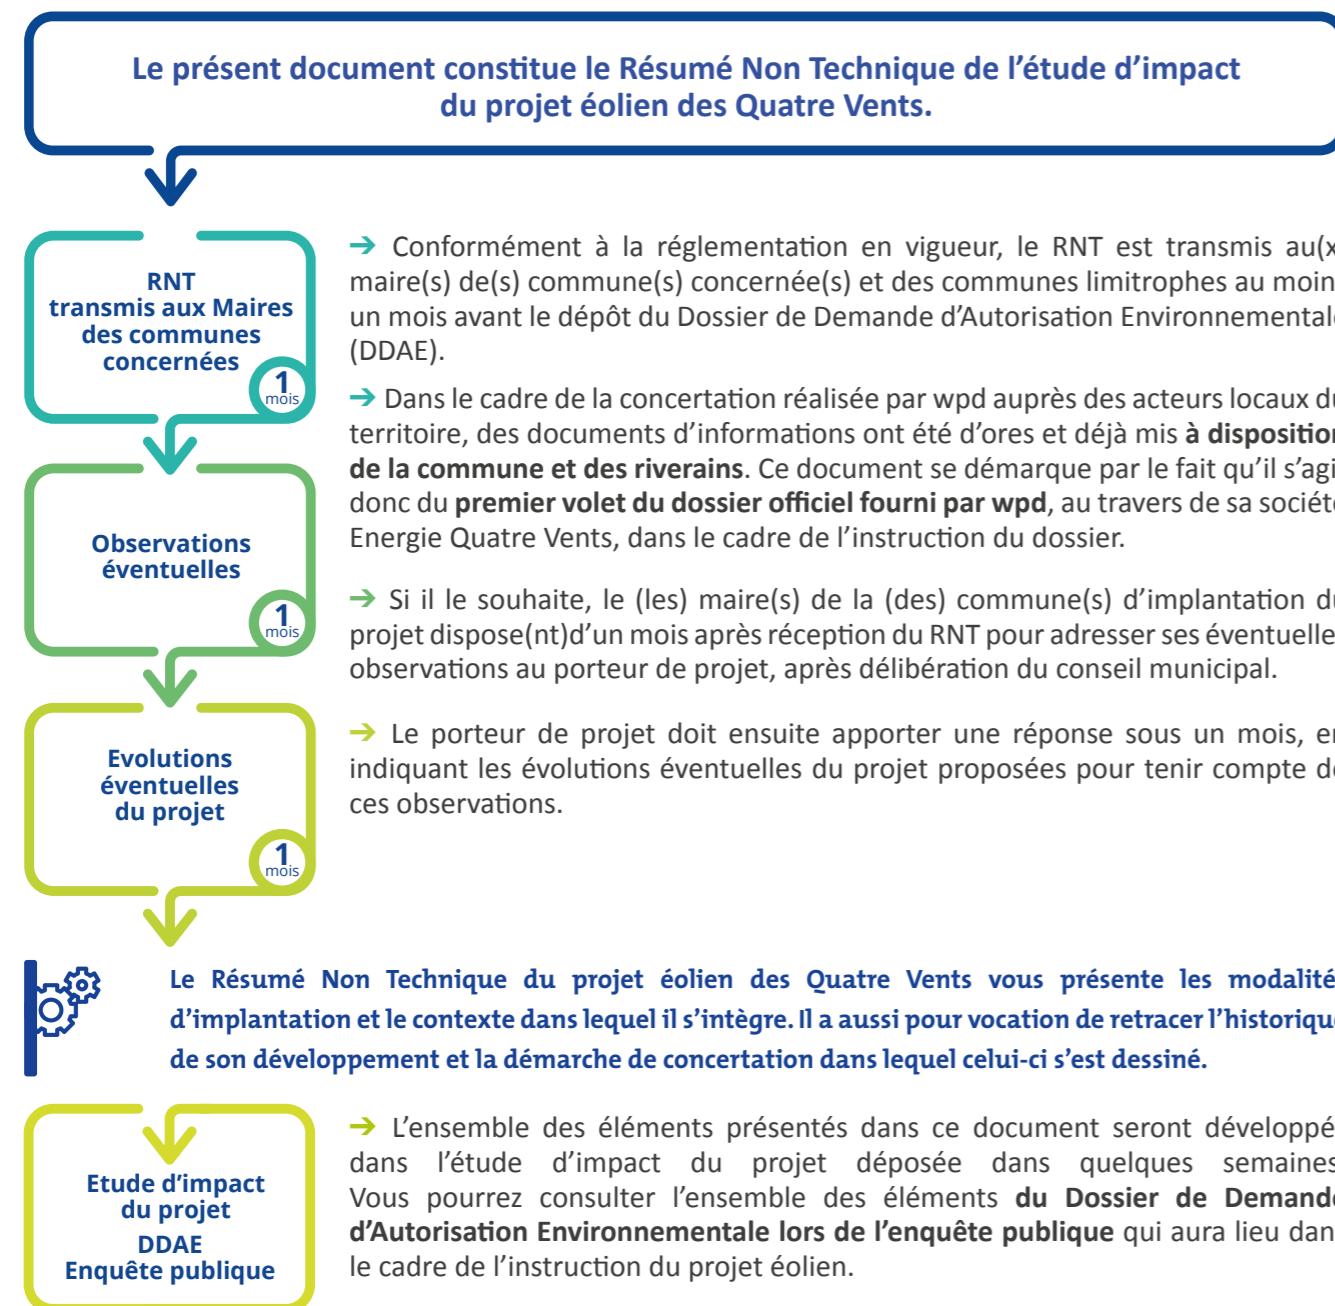 Le présent document constitue le Résumé Non Technique de l’étude d’impact
du projet éolien des Quatre Vents.
RNT
transmis aux Maires
des communes
concernées
1
mois
➔ Conformément à la réglementation en vigueur, le RNT est transmis au(x
maire(s) de(s) commune(s) concernée(s) et des communes limitrophes au moin
un mois avant le dépôt du Dossier de Demande d’Autorisation Environnementale
(DDAE).
➔ Dans le cadre de la concertation réalisée par wpd auprès des acteurs locaux du
territoire, des documents d’informations ont été d’ores et déjà mis à disposition
de la commune et des riverains. Ce document se démarque par le fait qu’il s’agi
donc du premier volet du dossier officiel fourni par wpd, au travers de sa société
Energie Quatre Vents, dans le cadre de l’instruction du dossier.
Observations
éventuelles
1
mois
➔ Si il le souhaite, le (les) maire(s) de la (des) commune(s) d’implantation du
projet dispose(nt)d’un mois après réception du RNT pour adresser ses éventuelle
observations au porteur de projet, après délibération du conseil municipal.
Evolutions
éventuelles
du projet
1
mois
➔ Le porteur de projet doit ensuite apporter une réponse sous un mois, en
indiquant les évolutions éventuelles du projet proposées pour tenir compte de
ces observations.
Le Résumé Non Technique du projet éolien des Quatre Vents vous présente les modalité
d’implantation et le contexte dans lequel il s’intègre. Il a aussi pour vocation de retracer l’historique
de son développement et la démarche de concertation dans lequel celui-ci s’est dessiné.
Etude d’impact
du projet
DDAE
Enquête publique
➔ L’ensemble des éléments présentés dans ce document seront développé
dans l’étude d’impact du projet déposée dans quelques semaines
Vous pourrez consulter l’ensemble des éléments du Dossier de Demande
d’Autorisation Environnementale lors de l’enquête publique qui aura lieu dan
le cadre de l’instruction du projet éolien.